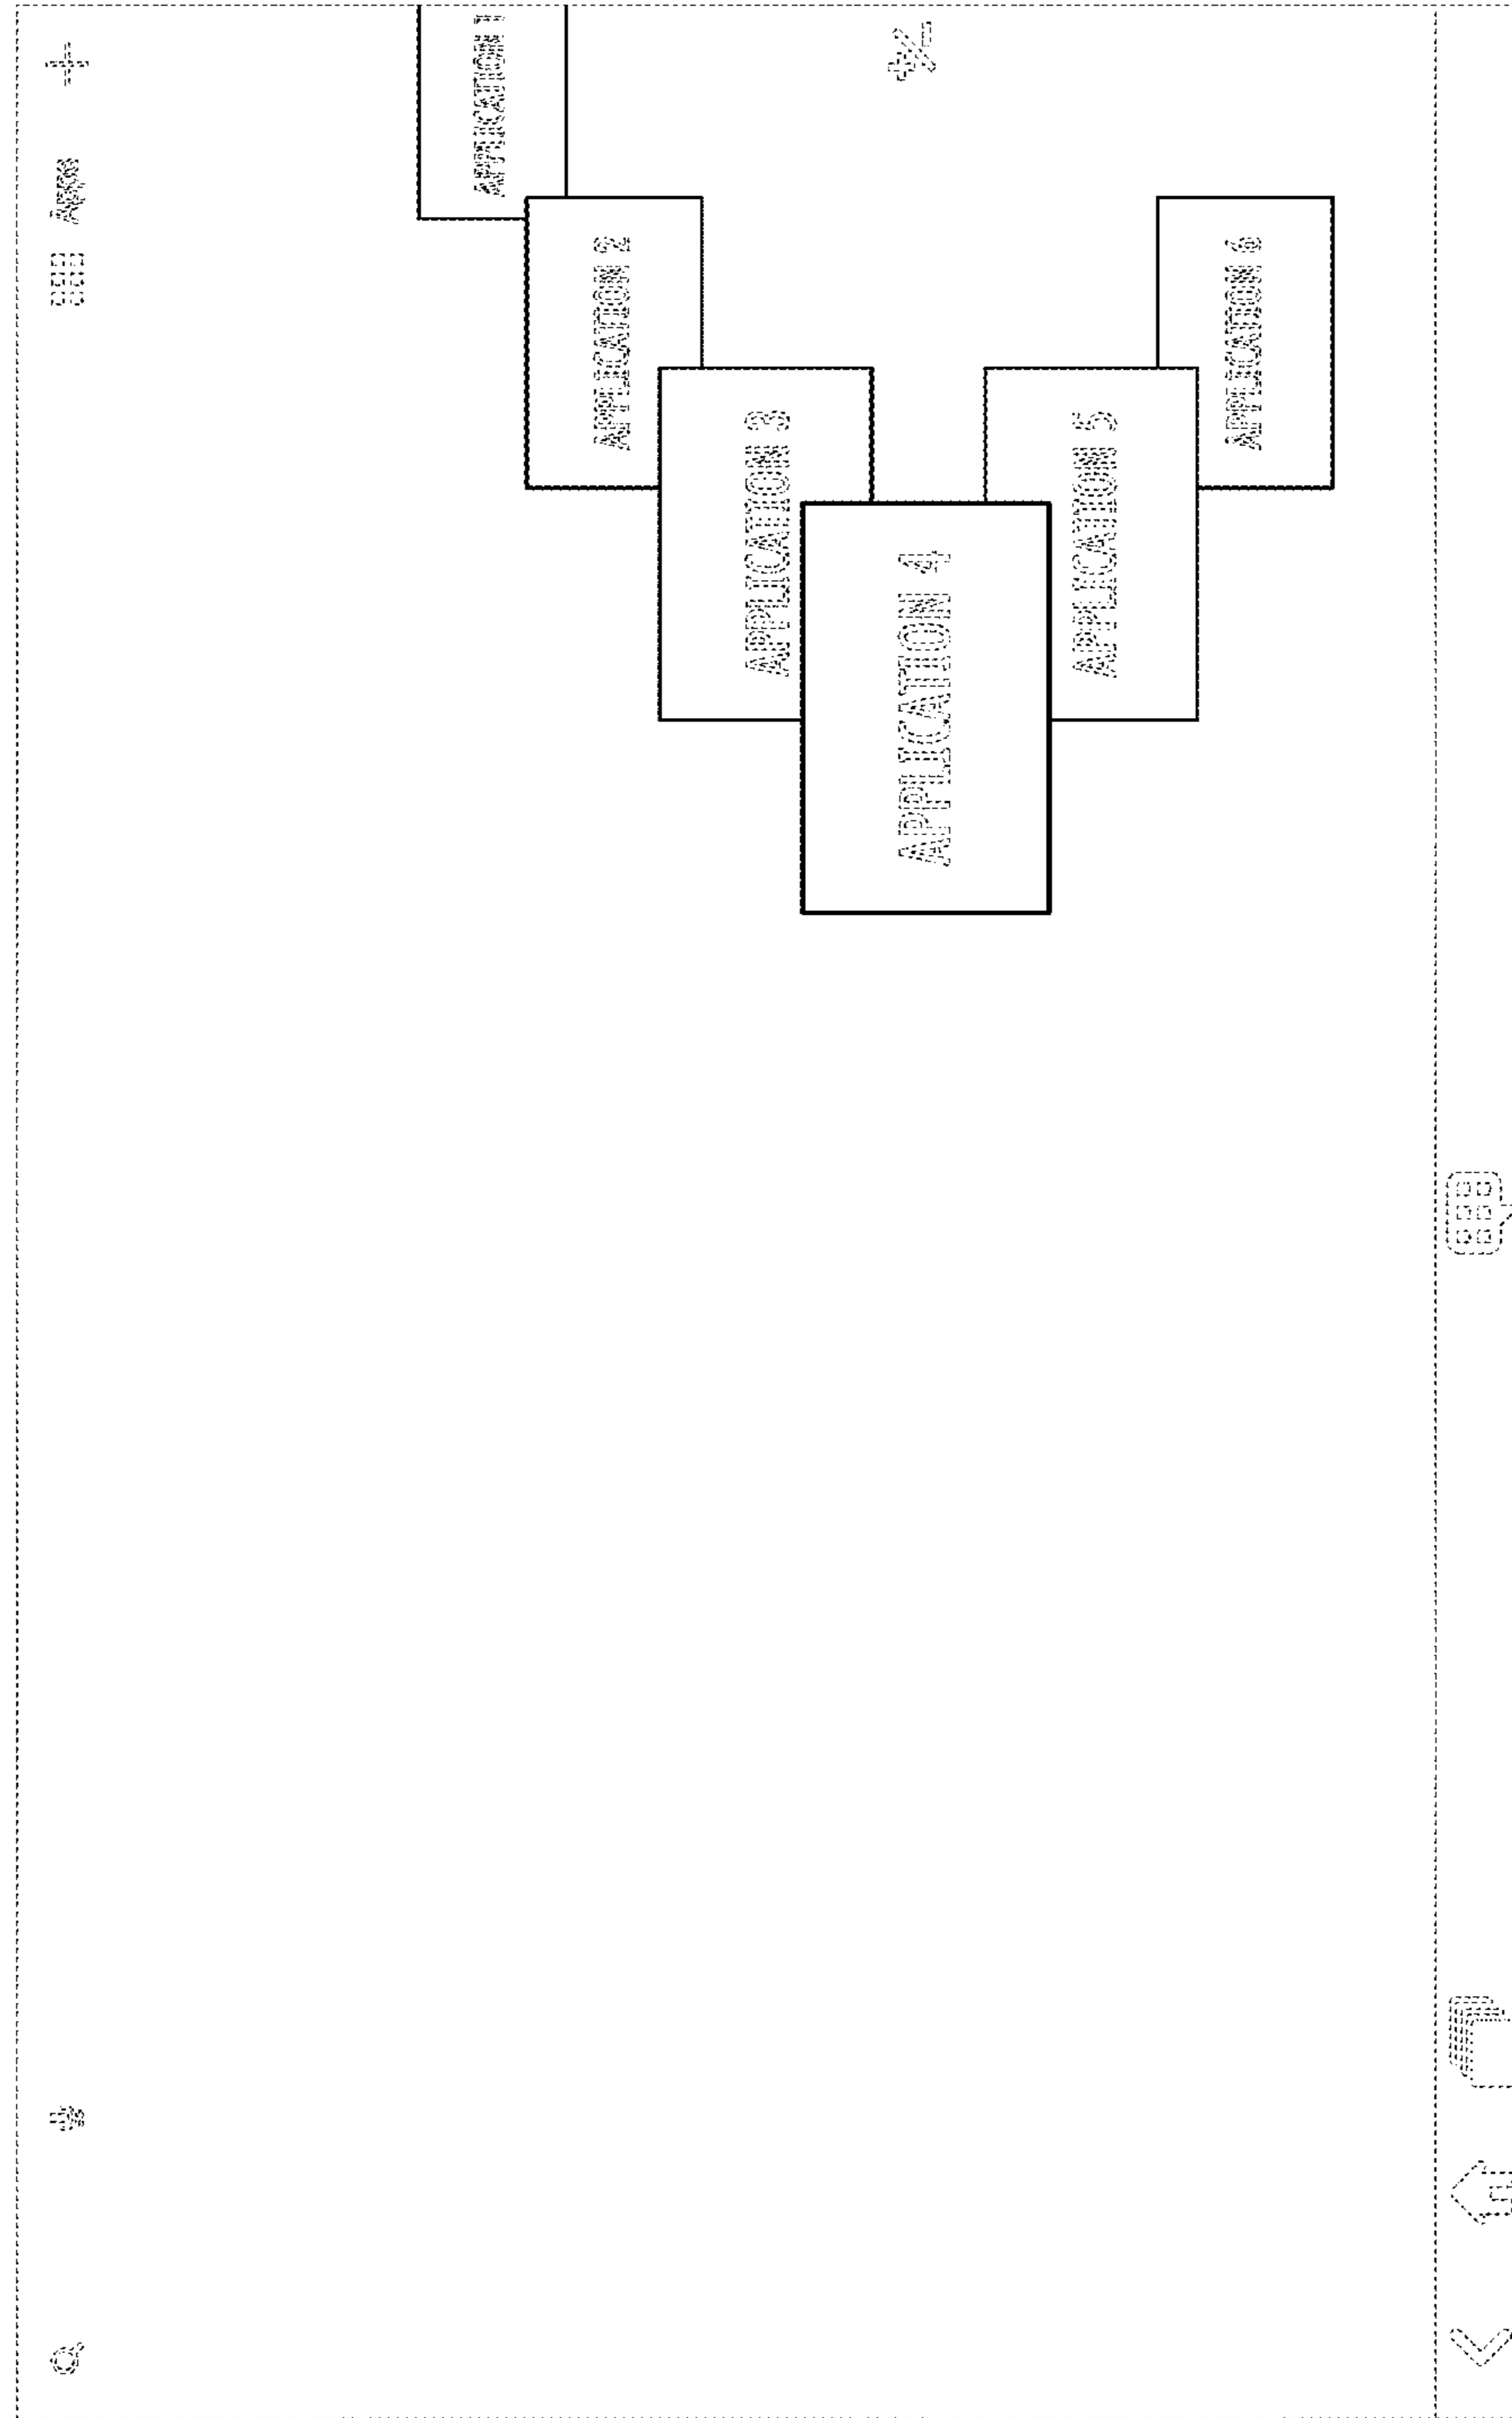 Apps +
APPLICATION 1
APPLICATION 2
APPLICATION 3
APPLICATION 4
+/-
APPLICATION 5
APPLICATION 6